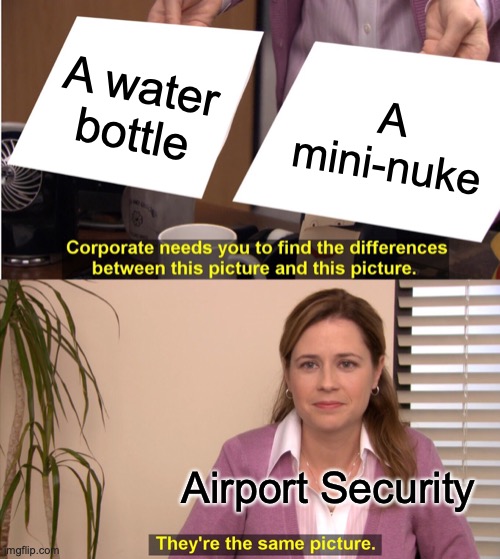 A water
bottle
A
mini-nuke
Corporate needs you to find the differences
between this picture and this picture.
Airport Security
They're the same picture.
imgflip.com